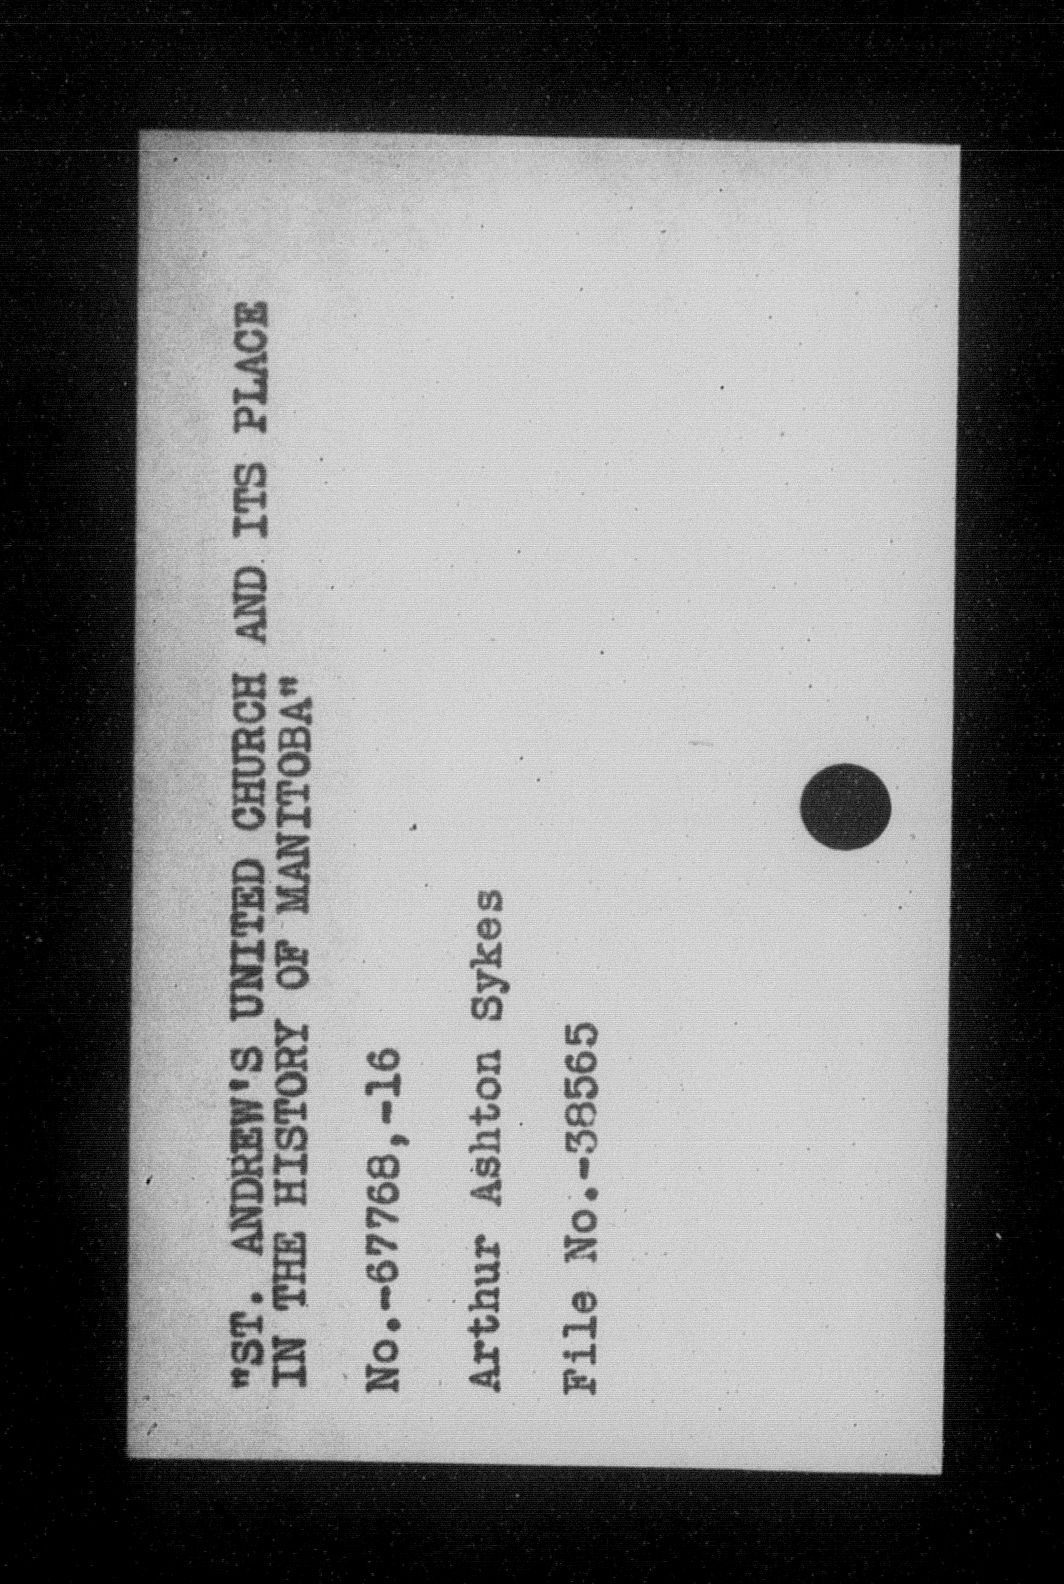 "ST. ANDREW'S UNITED CHURCH AND ITS PLACE
IN THE HISTORY OF MANITOBA"
No.-67768,-16
Arthur Ashton Sykes
File No.-38565